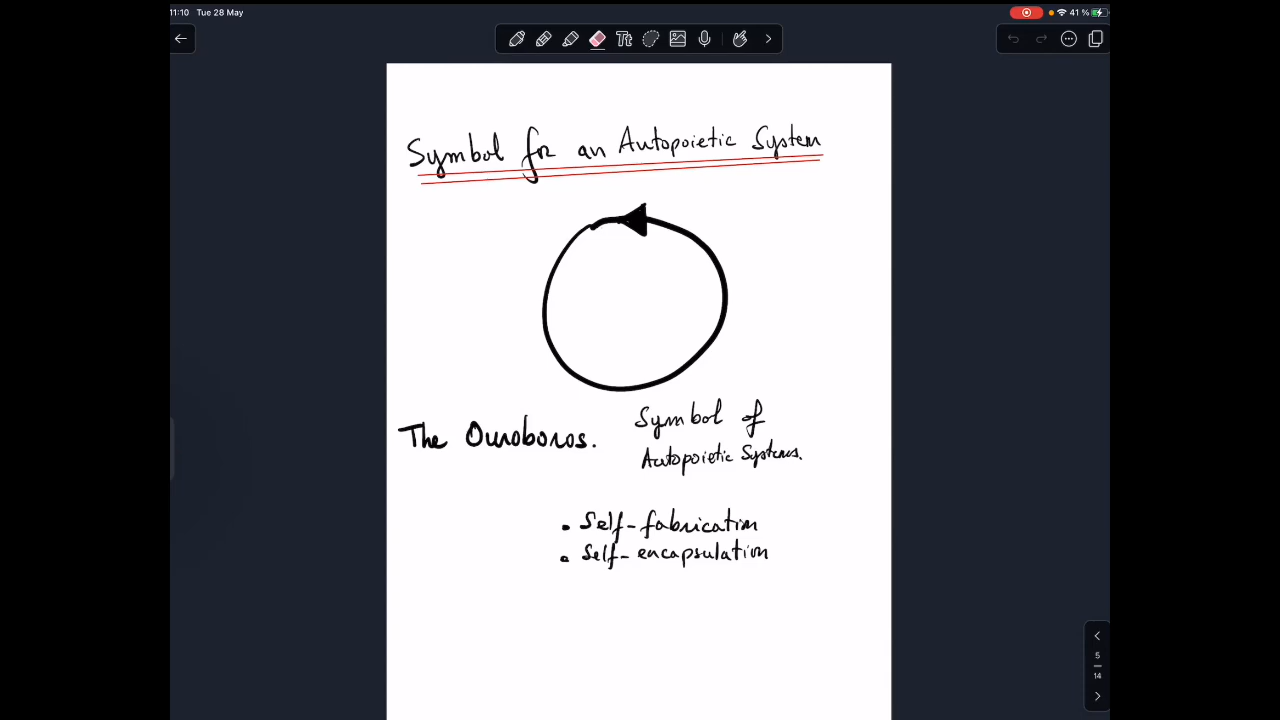 11:10 Tue 28 May
41 %
Tt
Symbol for an Autopoietic System
The Ouroboros.
Symbol of
Autopoietic Systems.
• Self-fabrication
• Self-encapsulation
5
14